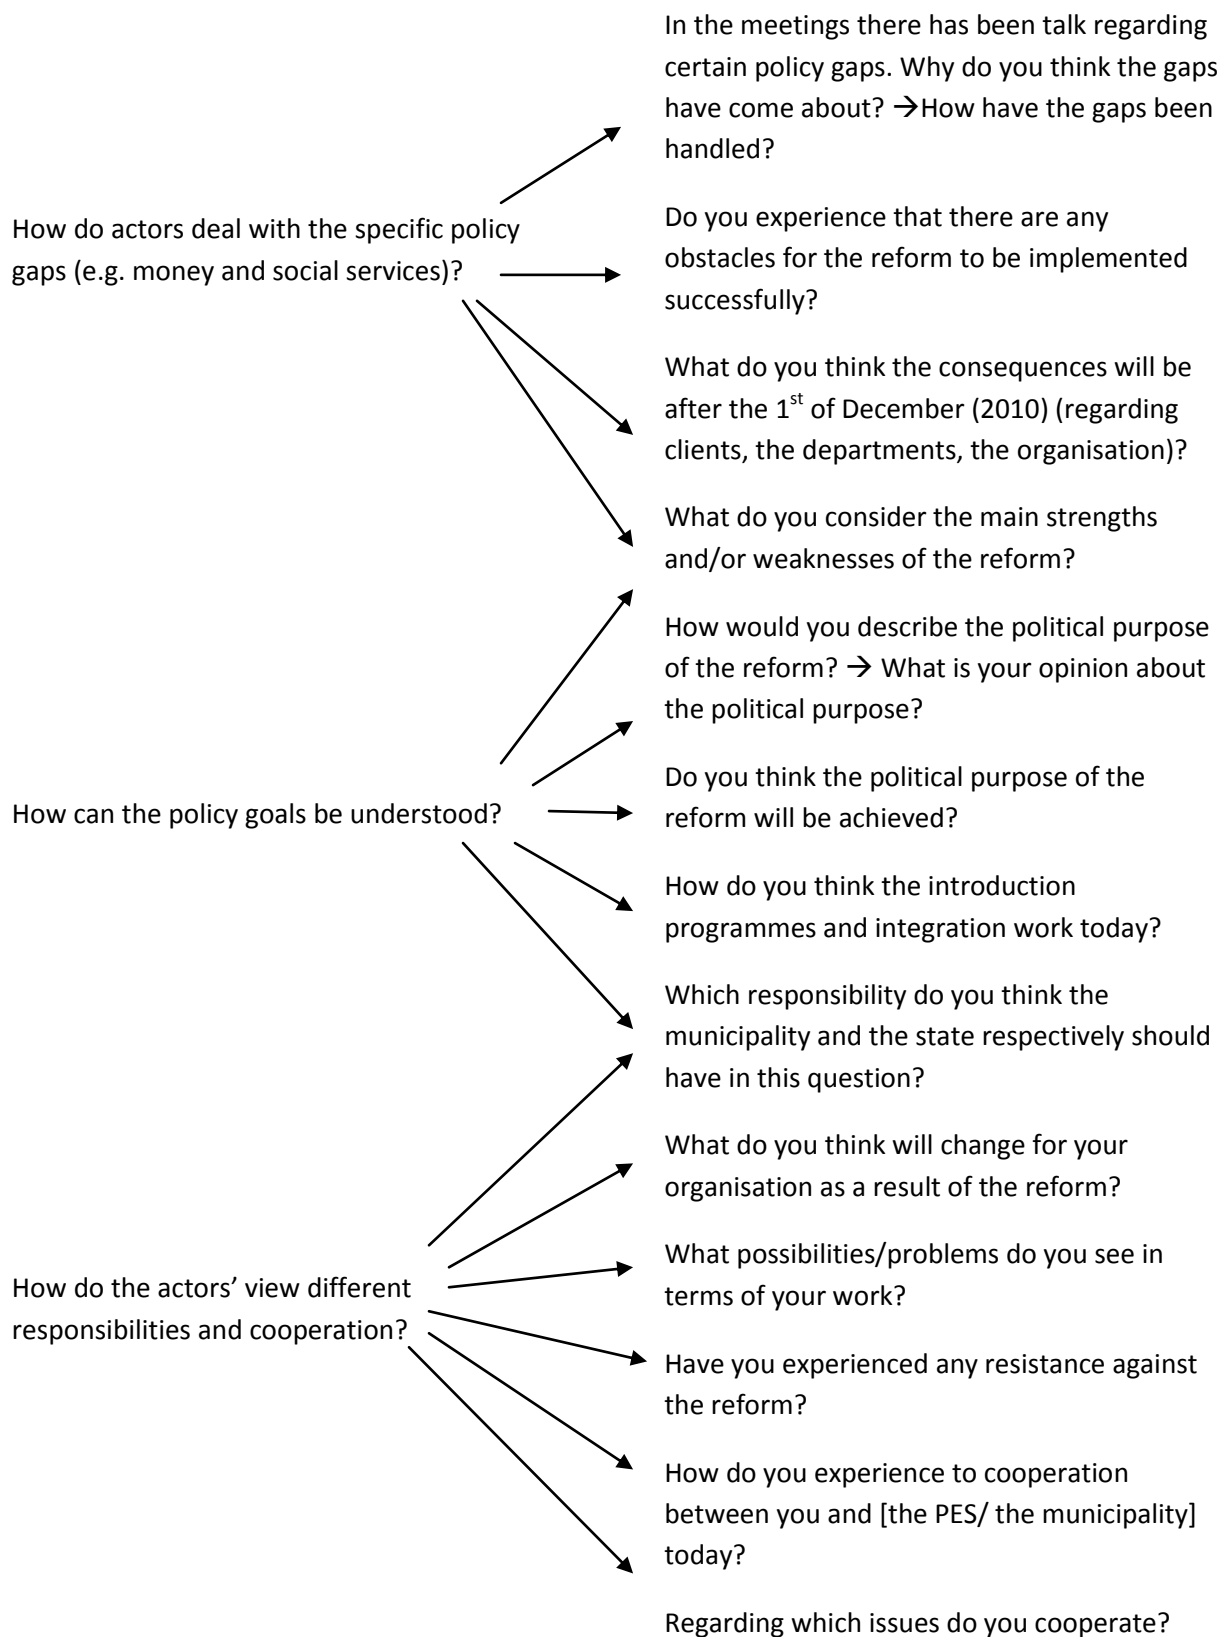 In the meetings there has been talk regarding
certain policy gaps. Why do you think the gaps
have come about? →How have the gaps been
handled?
How do actors deal with the specific policy
gaps (e.g. money and social services)?
Do you experience that there are any
obstacles for the reform to be implemented
successfully?
What do you think the consequences will be
after the 1st of December (2010) (regarding
clients, the departments, the organisation)?
What do you consider the main strengths
and/or weaknesses of the reform?
How would you describe the political purpose
of the reform? → What is your opinion about
the political purpose?
How can the policy goals be understood?
Do you think the political purpose of the
reform will be achieved?
How do you think the introduction
programmes and integration work today?
Which responsibility do you think the
municipality and the state respectively should
have in this question?
What do you think will change for your
organisation as a result of the reform?
How do the actors’ view different
responsibilities and cooperation?
What possibilities/problems do you see in
terms of your work?
Have you experienced any resistance against
the reform?
How do you experience to cooperation
between you and [the PES/ the municipality]
today?
Regarding which issues do you cooperate?